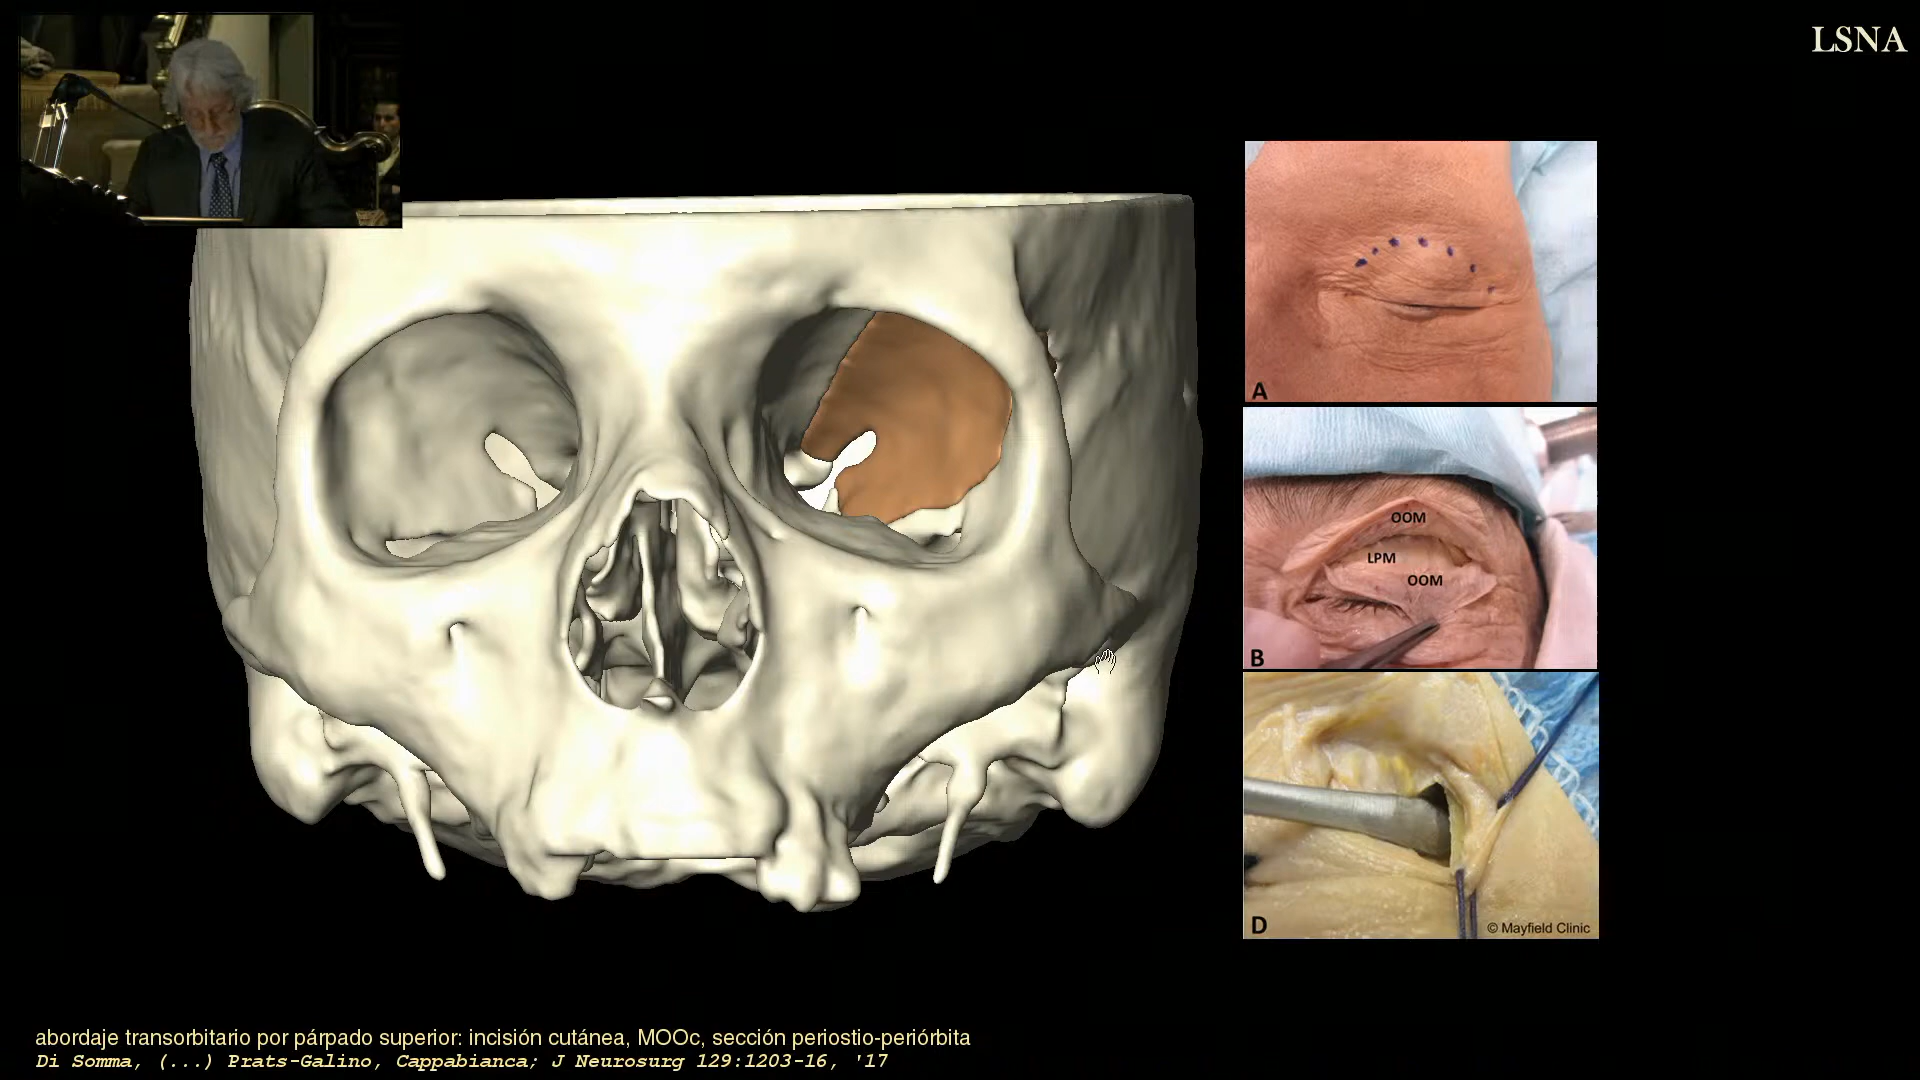 LSNA
A
OOM
LPM
OOM
B
D
© Mayfield Clinic
abordaje transorbitario por párpado superior: incisión cutánea, MOOc, sección periostio-periórbita
Di Somma, (...) Prats-Galino, Cappabianca; J Neurosurg 129:1203-16, '17